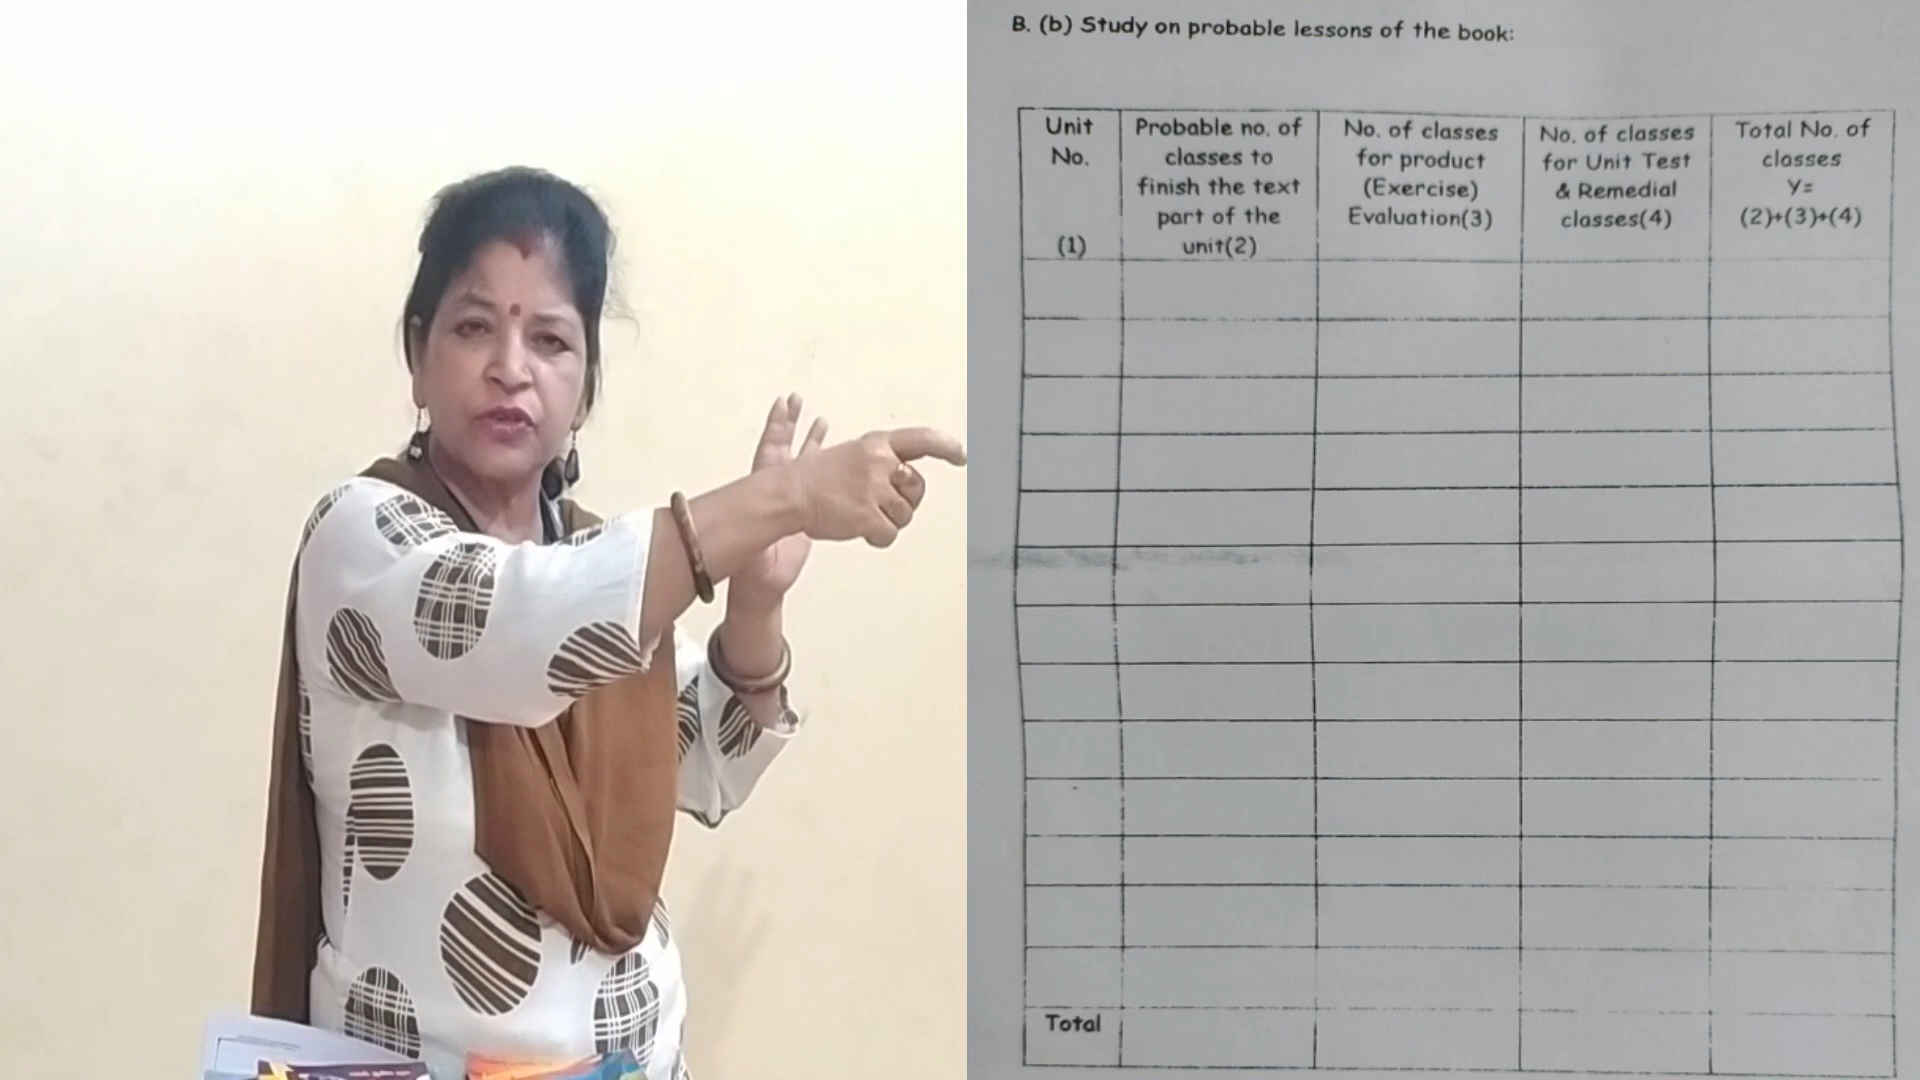 B. (b) Study on probable lessons of the book:
Unit
No.
(1)
Probable no. of
classes to
finish the text
part of the
unit(2)
No. of classes
for product
(Exercise)
Evaluation(3)
No. of classes
for Unit Test
& Remedial
classes(4)
Total No. of
classes
Y=
(2)+(3)+(4)
Total